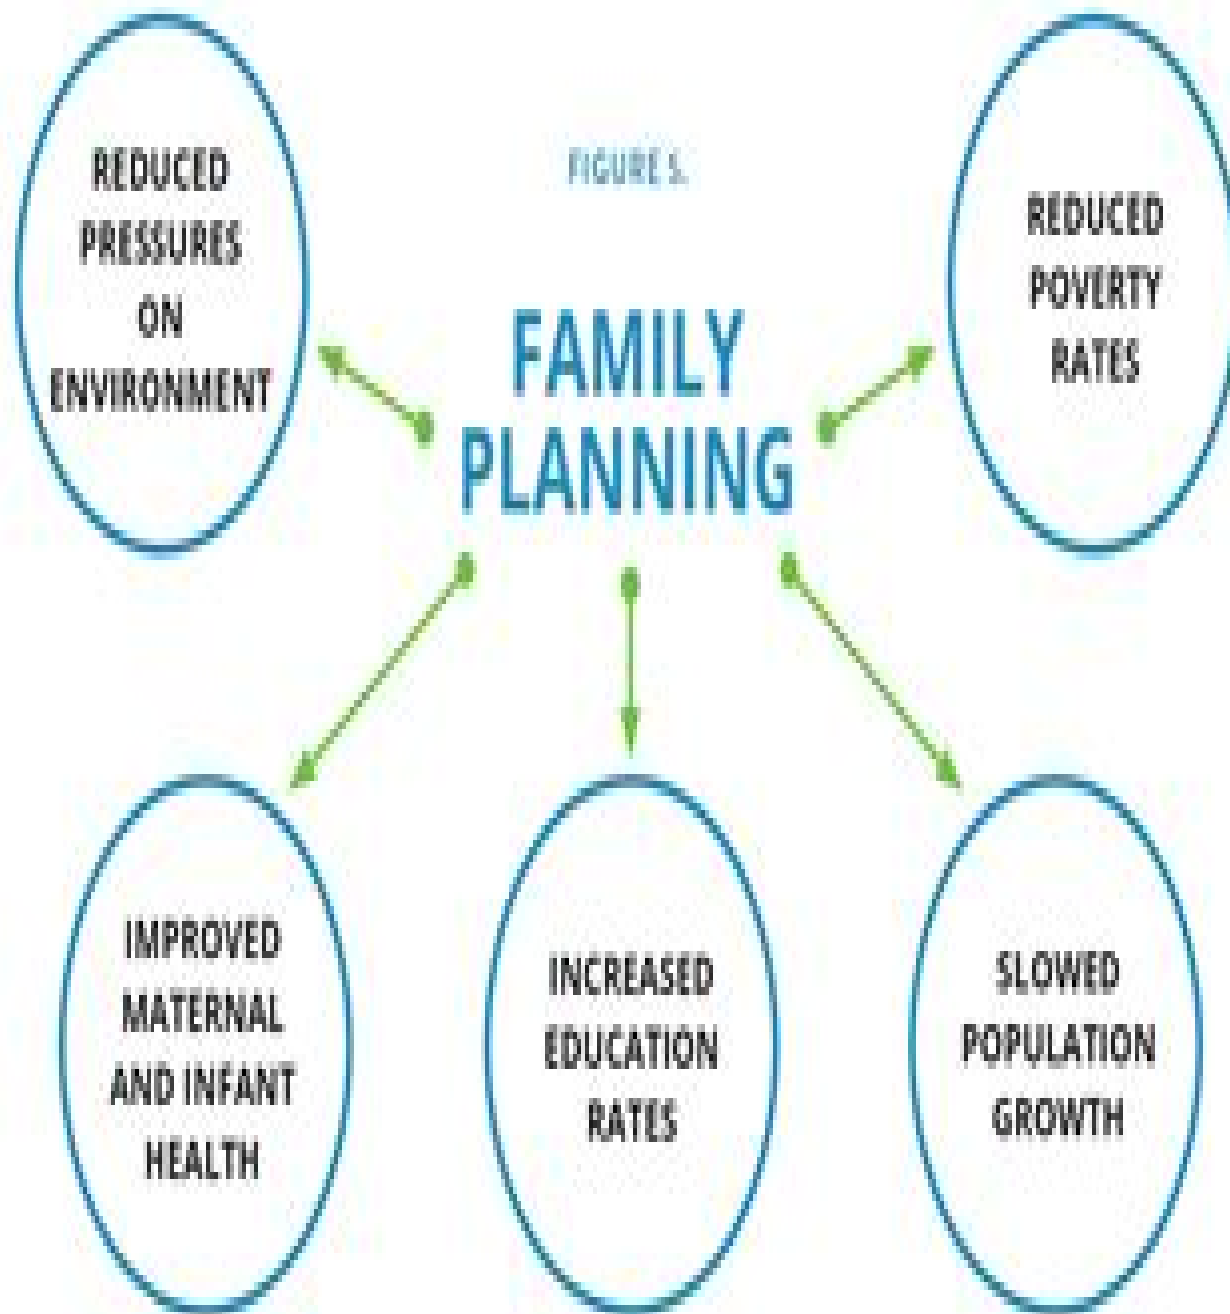 REDUCED
PRESSURES
ON
ENVIRONMENT
FIGURE 5.
FAMILY
PLANNING
REDUCED
POVERTY
RATES
IMPROVED
MATERNAL
AND INFANT
HEALTH
INCREASED
EDUCATION
RATES
SLOWED
POPULATION
GROWTH